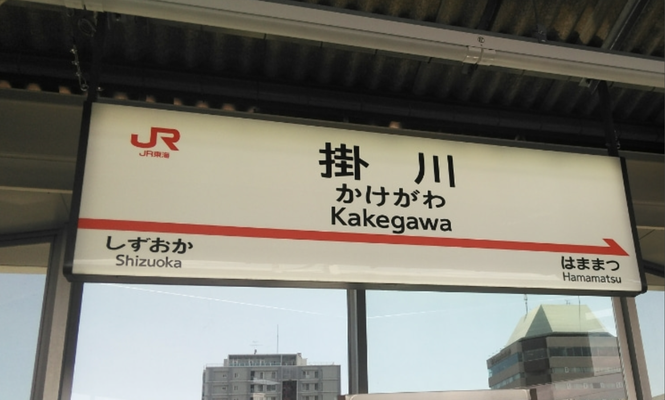 JR
JR東海
掛川
かけがわ
Kakegawa
しずおか
Shizuoka
はままつ
Hamamatsu